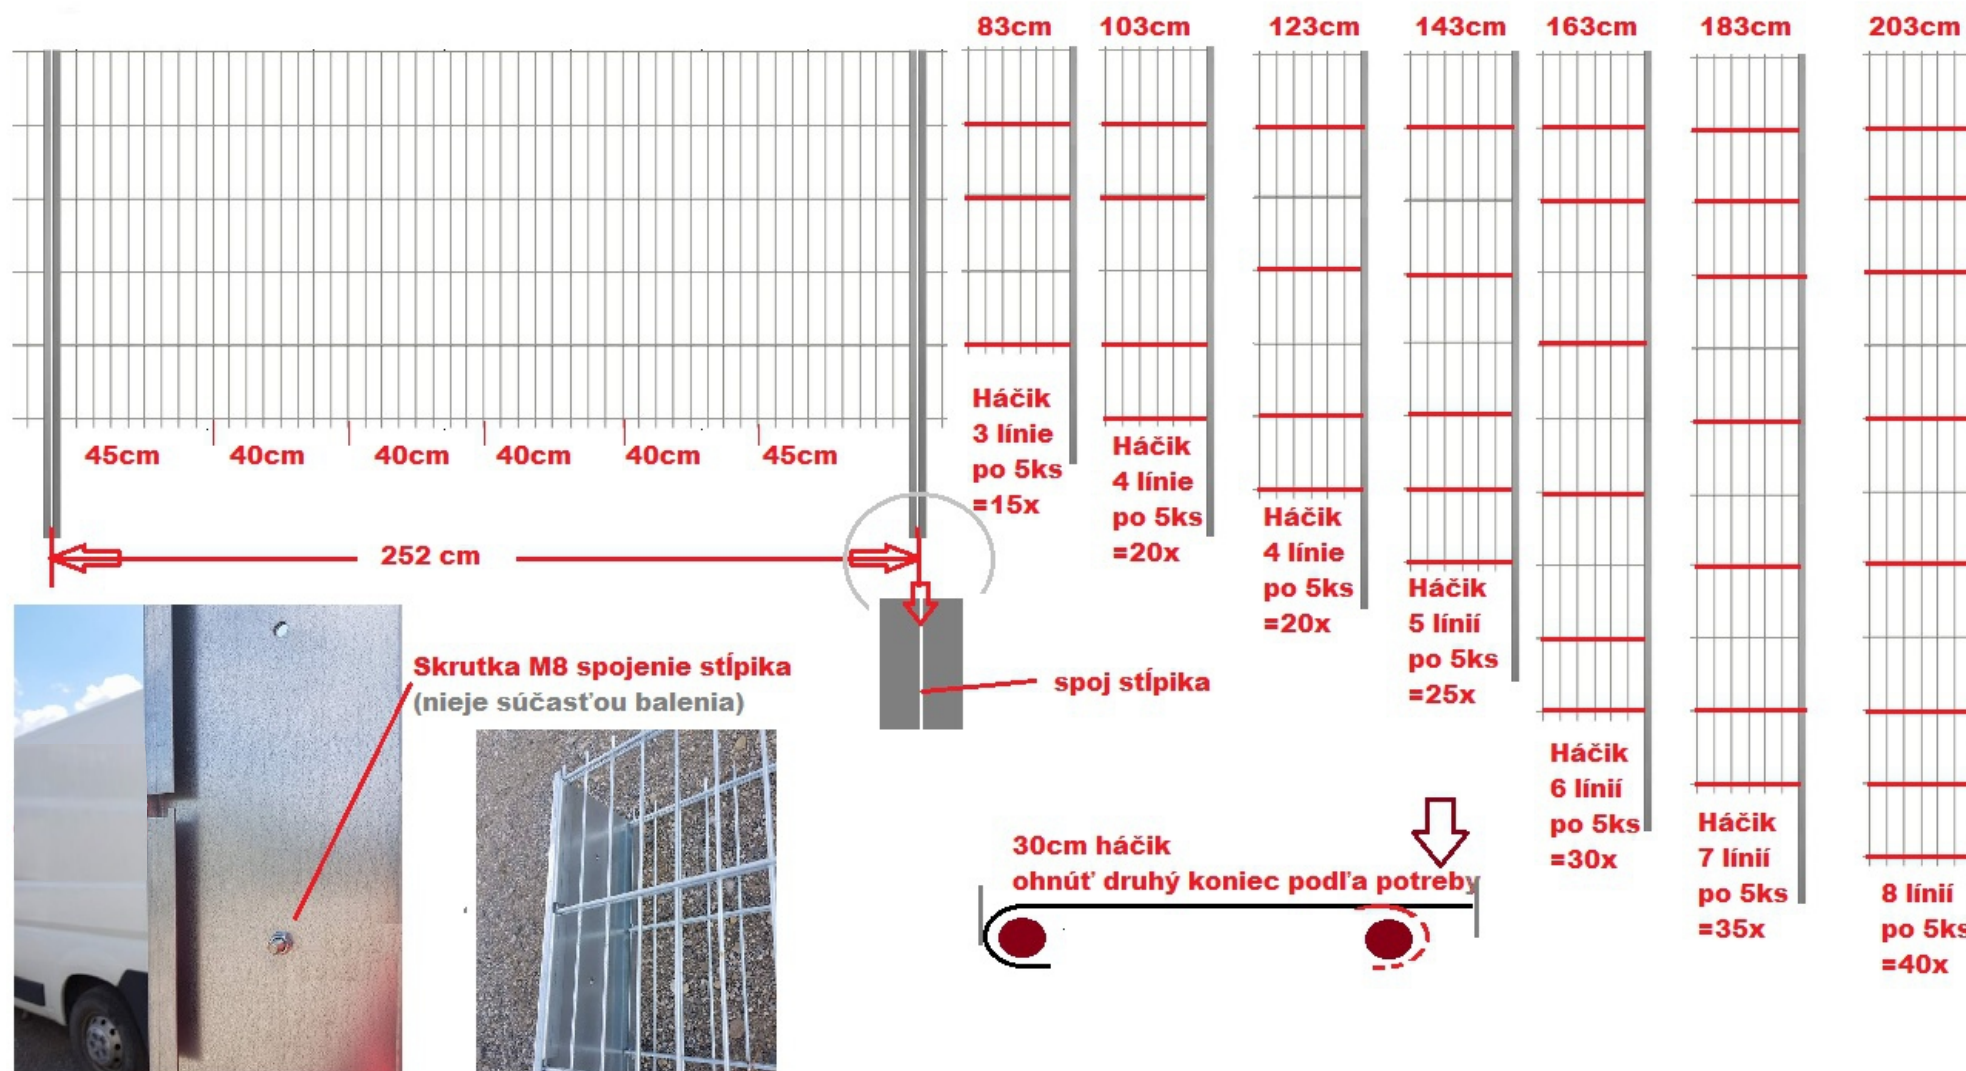 83cm
103cm
123cm
143cm
163cm
183cm
203cm
45cm
40cm
40cm
40cm
40cm
45cm
252 cm
Háčik
3 línie
po 5ks
=15x
Háčik
4 línie
po 5ks
=20x
Háčik
4 línie
po 5ks
=20x
Háčik
5 línií
po 5ks
=25x
Háčik
6 línií
po 5ks
=30x
Háčik
7 línií
po 5ks
=35x
8 línií
po 5ks
=40x
Skrutka M8 spojenie stĺpika
(nieje súčasťou balenia)
spoj stĺpika
30cm háčik
ohnúť druhý koniec podľa potreby